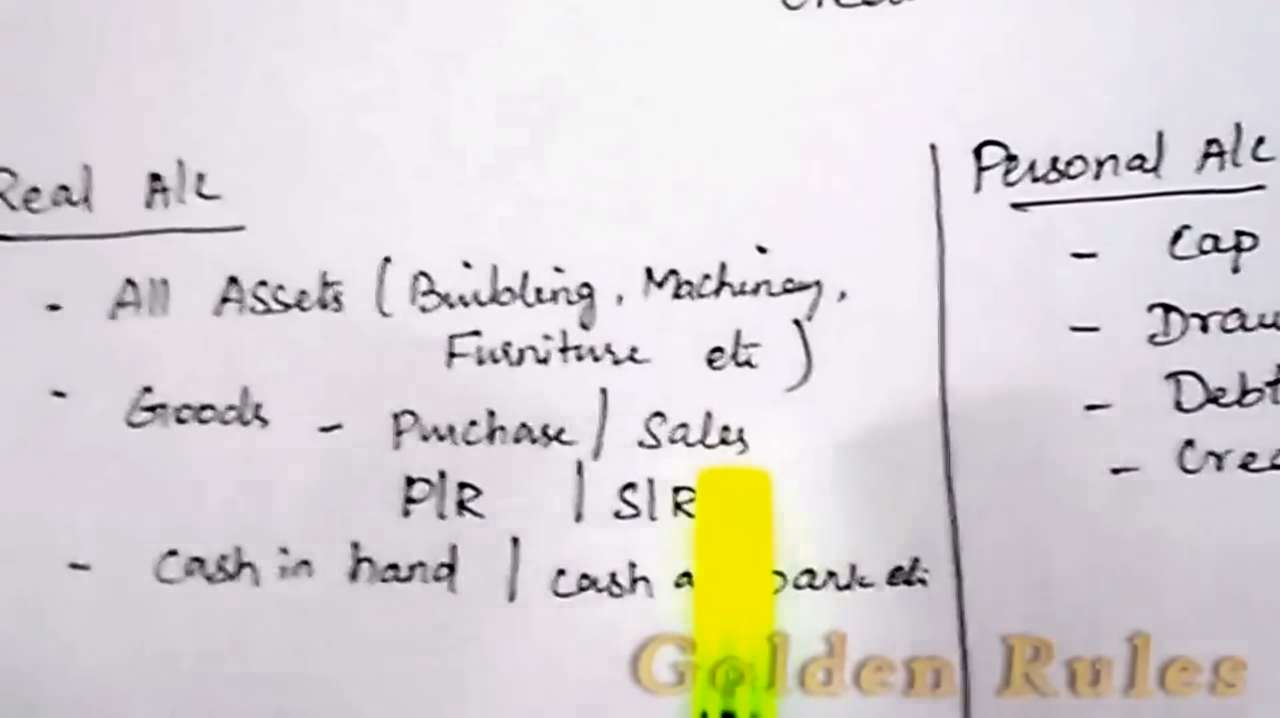 Real A/c
- All Assets (Building, Machinery,
Furniture etc)
- Goods - Purchase / Sales
P/R | S/R
- Cash in hand | cash etc
Personal A/c
- Cap
- Draw
- Debt
- Cre
Golden Rules